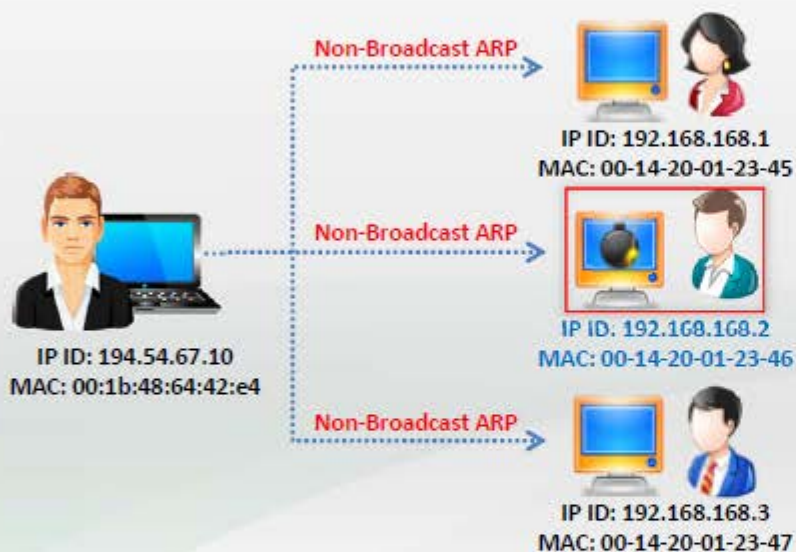 Non-Broadcast ARP
IP ID: 192.168.168.1
MAC: 00-14-20-01-23-45
Non-Broadcast ARP
IP ID: 192.168.168.2
MAC: 00-14-20-01-23-46
IP ID: 194.54.67.10
MAC: 00:1b:48:64:42:e4
Non-Broadcast ARP
IP ID: 192.168.168.3
MAC: 00-14-20-01-23-47